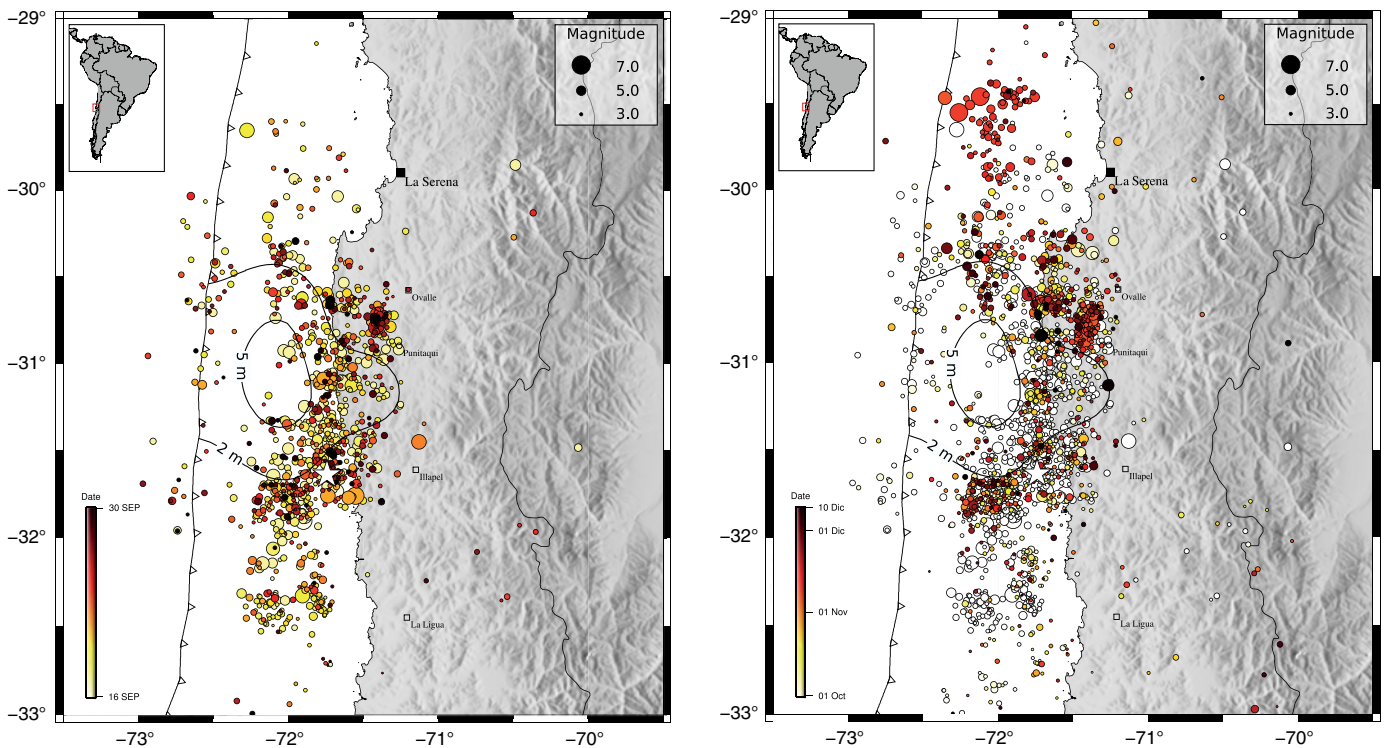 −29°
−30°
−31°
−32°
−33°
−73°
−72°
−71°
−70°
Magnitude
7.0
5.0
3.0
La Serena
Ovalle
Punitaqui
5 m
2 m
Illapel
La Ligua
Date
30 SEP
16 SEP
−29°
−30°
−31°
−32°
−33°
−73°
−72°
−71°
−70°
Magnitude
7.0
5.0
3.0
La Serena
Ovalle
Punitaqui
5 m
2 m
Illapel
La Ligua
Date
10 Dic
01 Dic
01 Nov
01 Oct